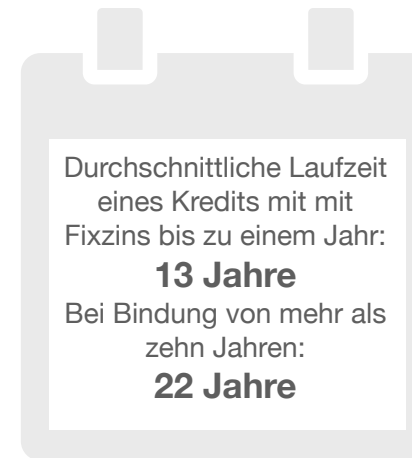 Durchschnittliche Laufzeit
eines Kredits mit mit
Fixzins bis zu einem Jahr:
13 Jahre
Bei Bindung von mehr als
zehn Jahren:
22 Jahre